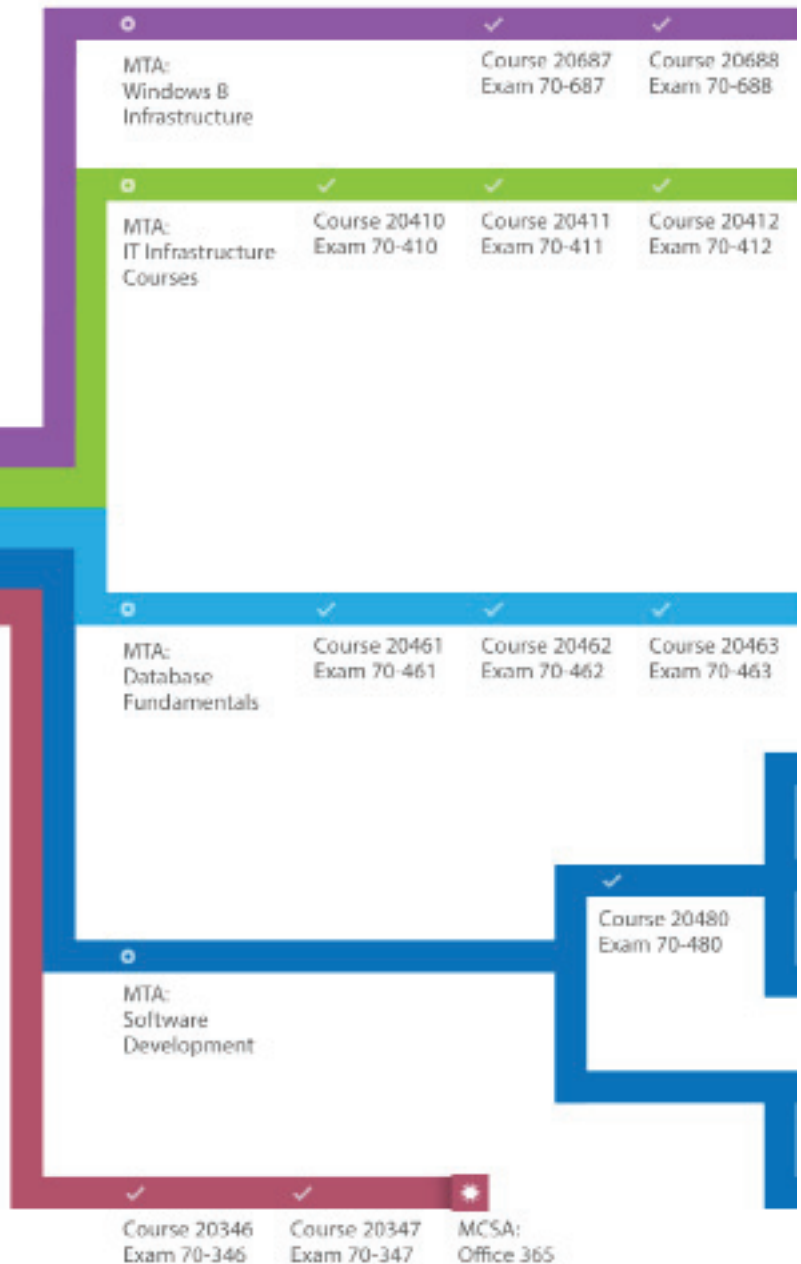 MTA:
Windows 8
Infrastructure
Course 20687
Exam 70-687
Course 20688
Exam 70-688
MTA:
IT Infrastructure
Courses
Course 20410
Exam 70-410
Course 20411
Exam 70-411
Course 20412
Exam 70-412
MTA:
Database
Fundamentals
Course 20461
Exam 70-461
Course 20462
Exam 70-462
Course 20463
Exam 70-463
Course 20480
Exam 70-480
MTA:
Software
Development
Course 20346
Exam 70-346
Course 20347
Exam 70-347
MCSA:
Office 365